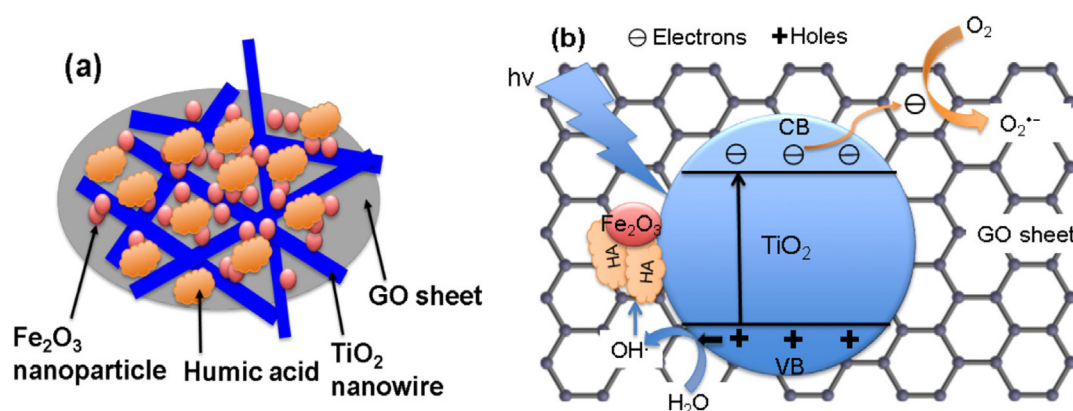 (a)
GO sheet
Fe₂O₃
nanoparticle
Humic acid
TiO₂
nanowire
(b)
⊖ Electrons
✚ Holes
O₂
hν
⊖
CB
O₂•−
⊖ ⊖ ⊖
Fe₂O₃
TiO₂
GO sheet
HA
HA
OH·
✚ ✚ ✚
VB
H₂O